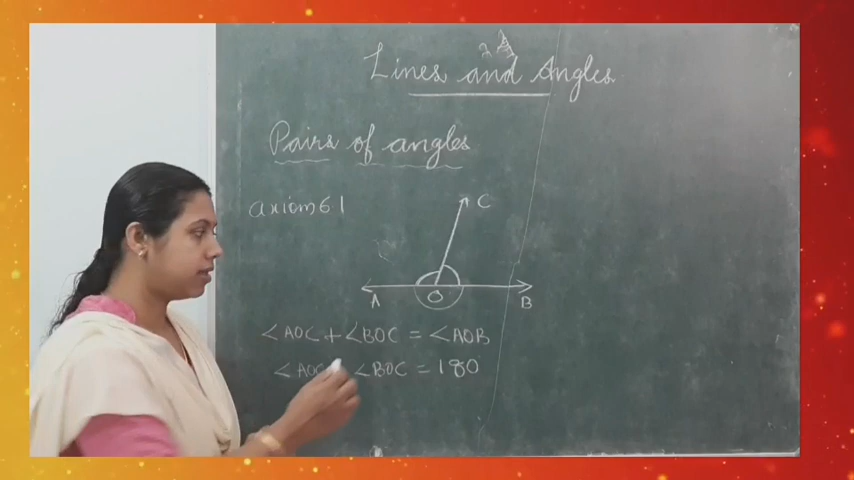 Lines and Angles
Pairs of angles
axiom 6 1
C
A
O
B
∠AOC + ∠BOC = ∠AOB
∠AOC ∠BOC = 180